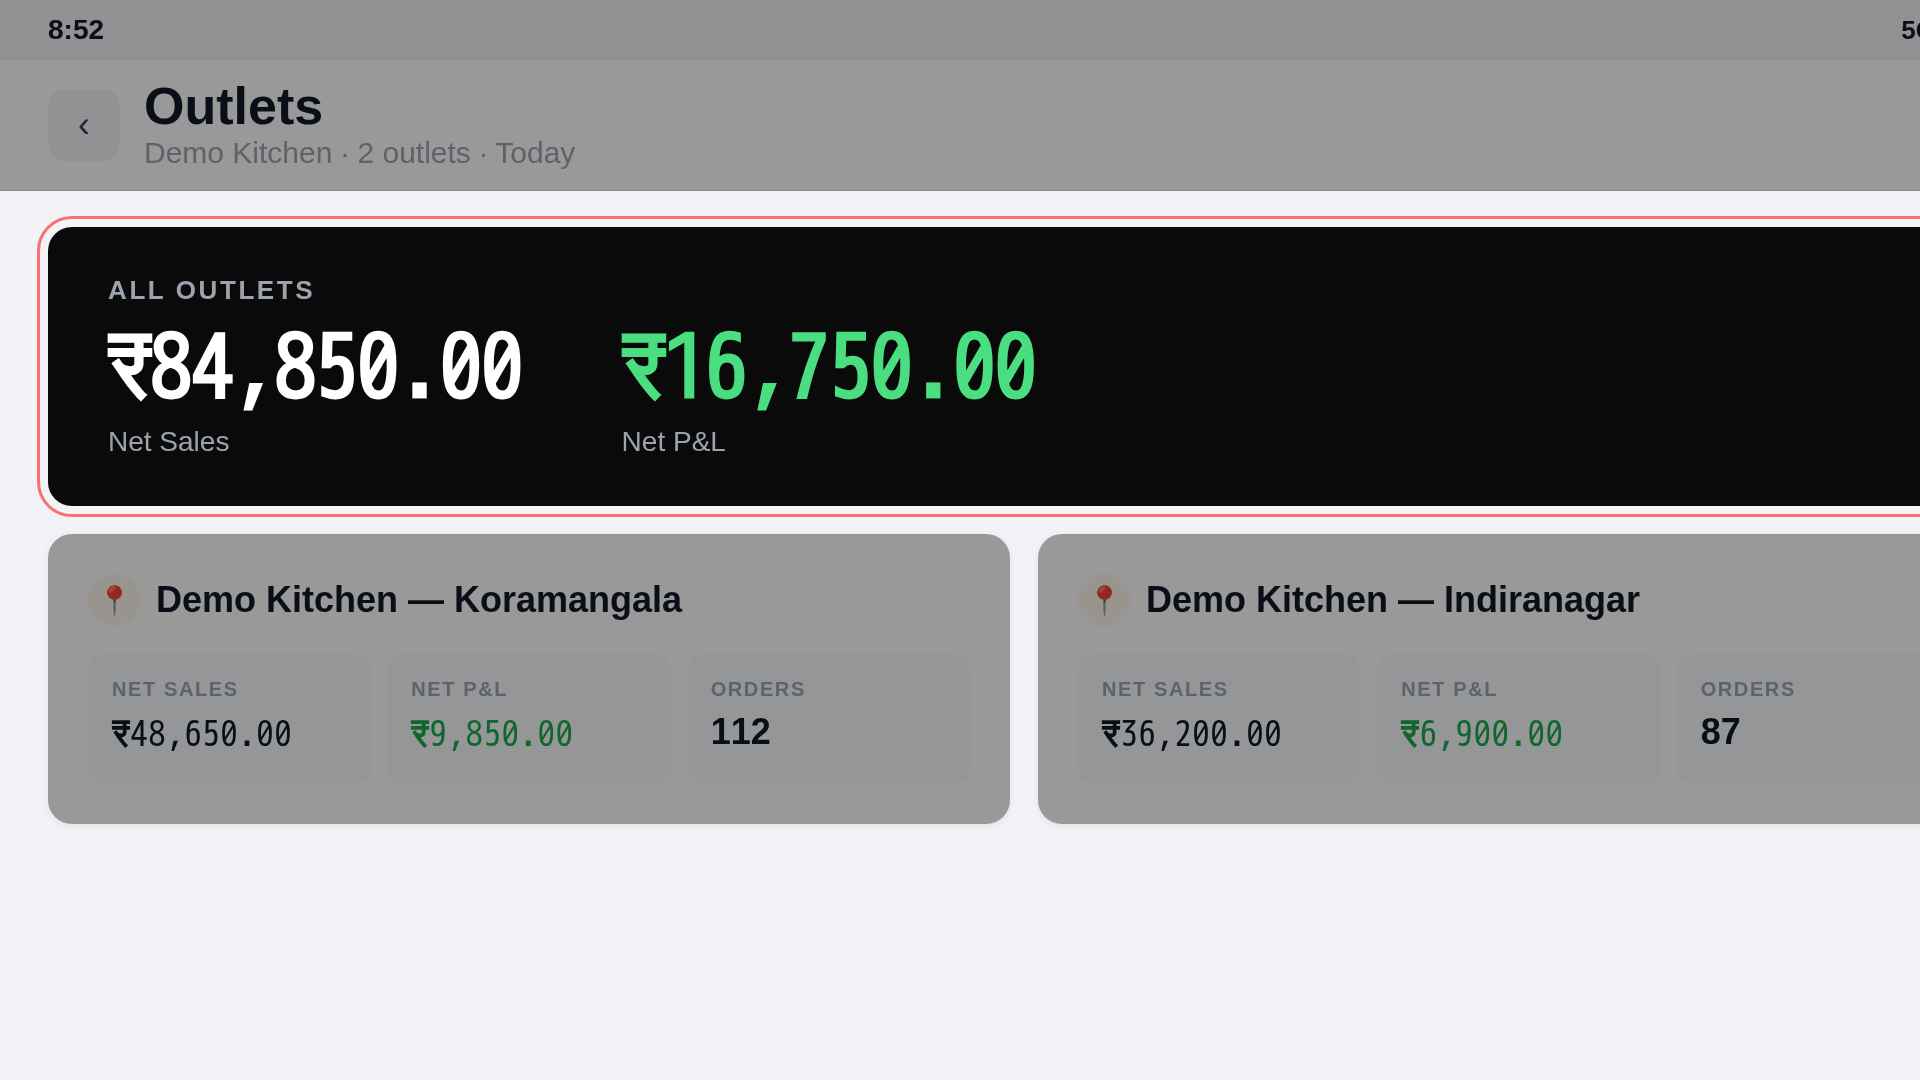 8:52
Outlets
Demo Kitchen · 2 outlets · Today
ALL OUTLETS
₹84,850.00 ₹16,750.00
Net Sales Net P&L
Demo Kitchen — Koramangala Demo Kitchen — Indiranagar
NET SALES NET P&L ORDERS NET SALES NET P&L ORDERS
₹48,650.00 ₹9,850.00 112 ₹36,200.00 ₹6,900.00 87